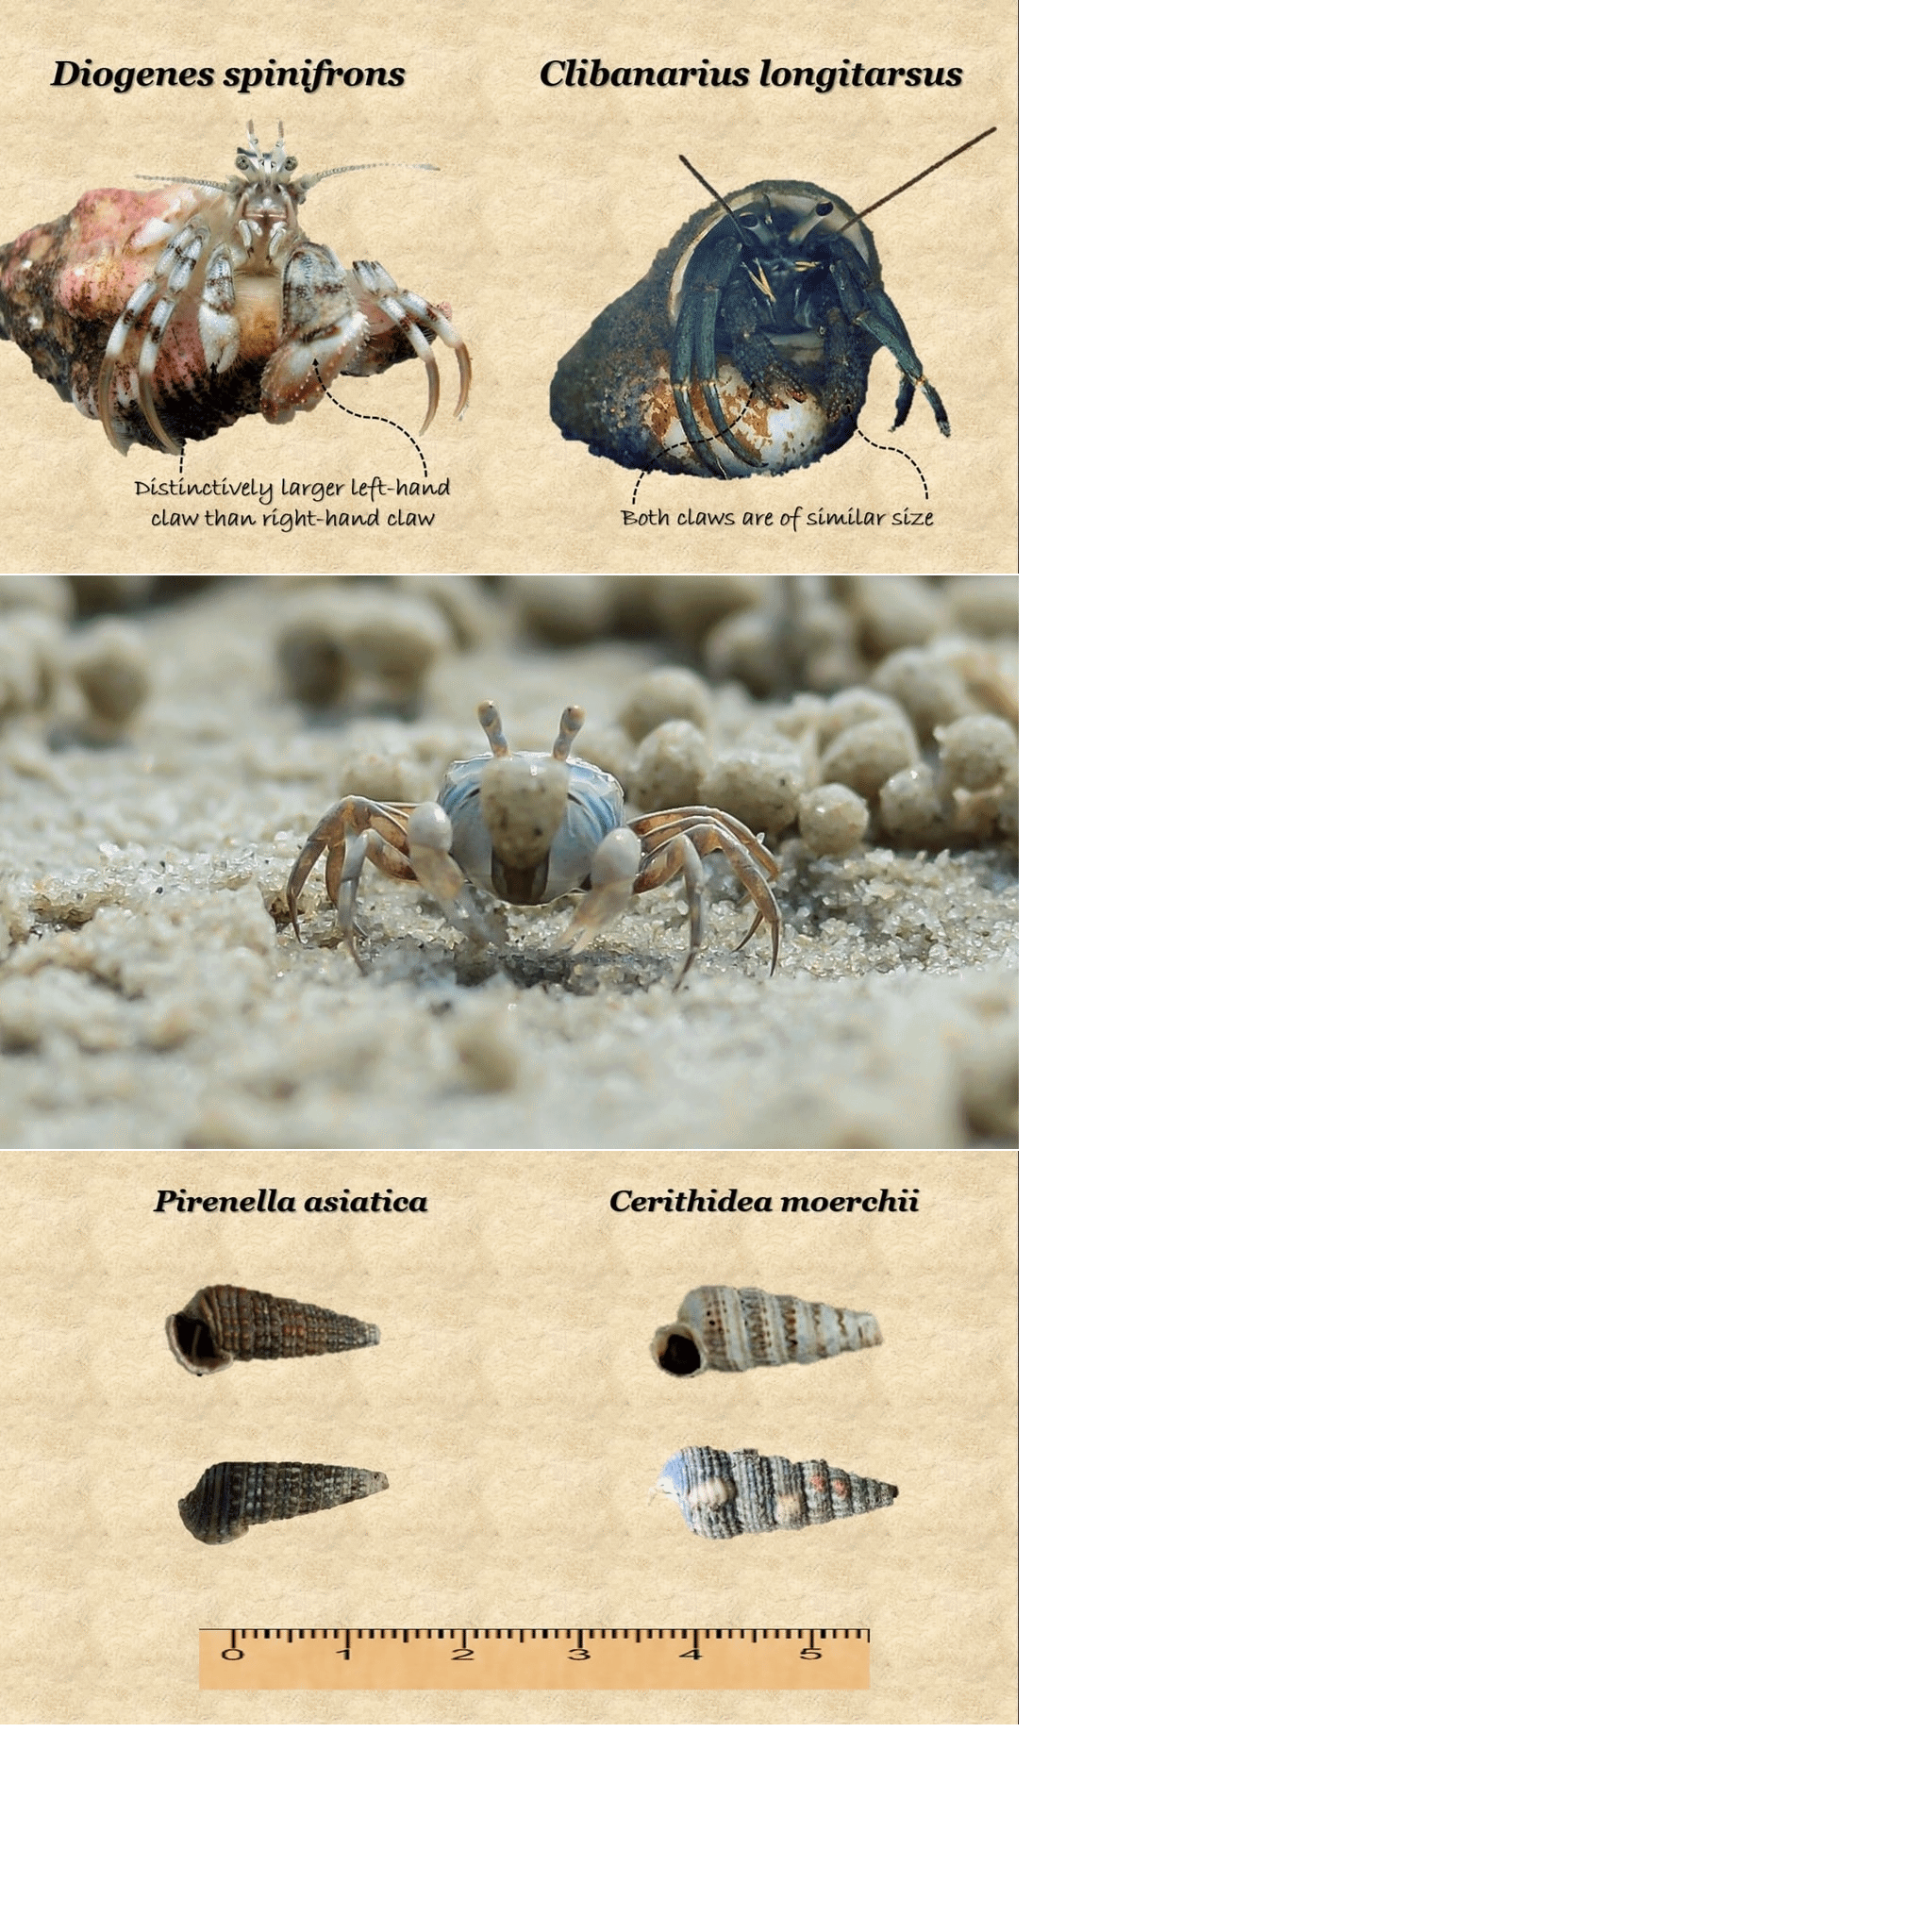 Diogenes spinifrons
Clibanarius longitarsus
Distinctively larger left-hand
claw than right-hand claw
Both claws are of similar size
Pirenella asiatica
Cerithidea moerchii
0 1 2 3 4 5